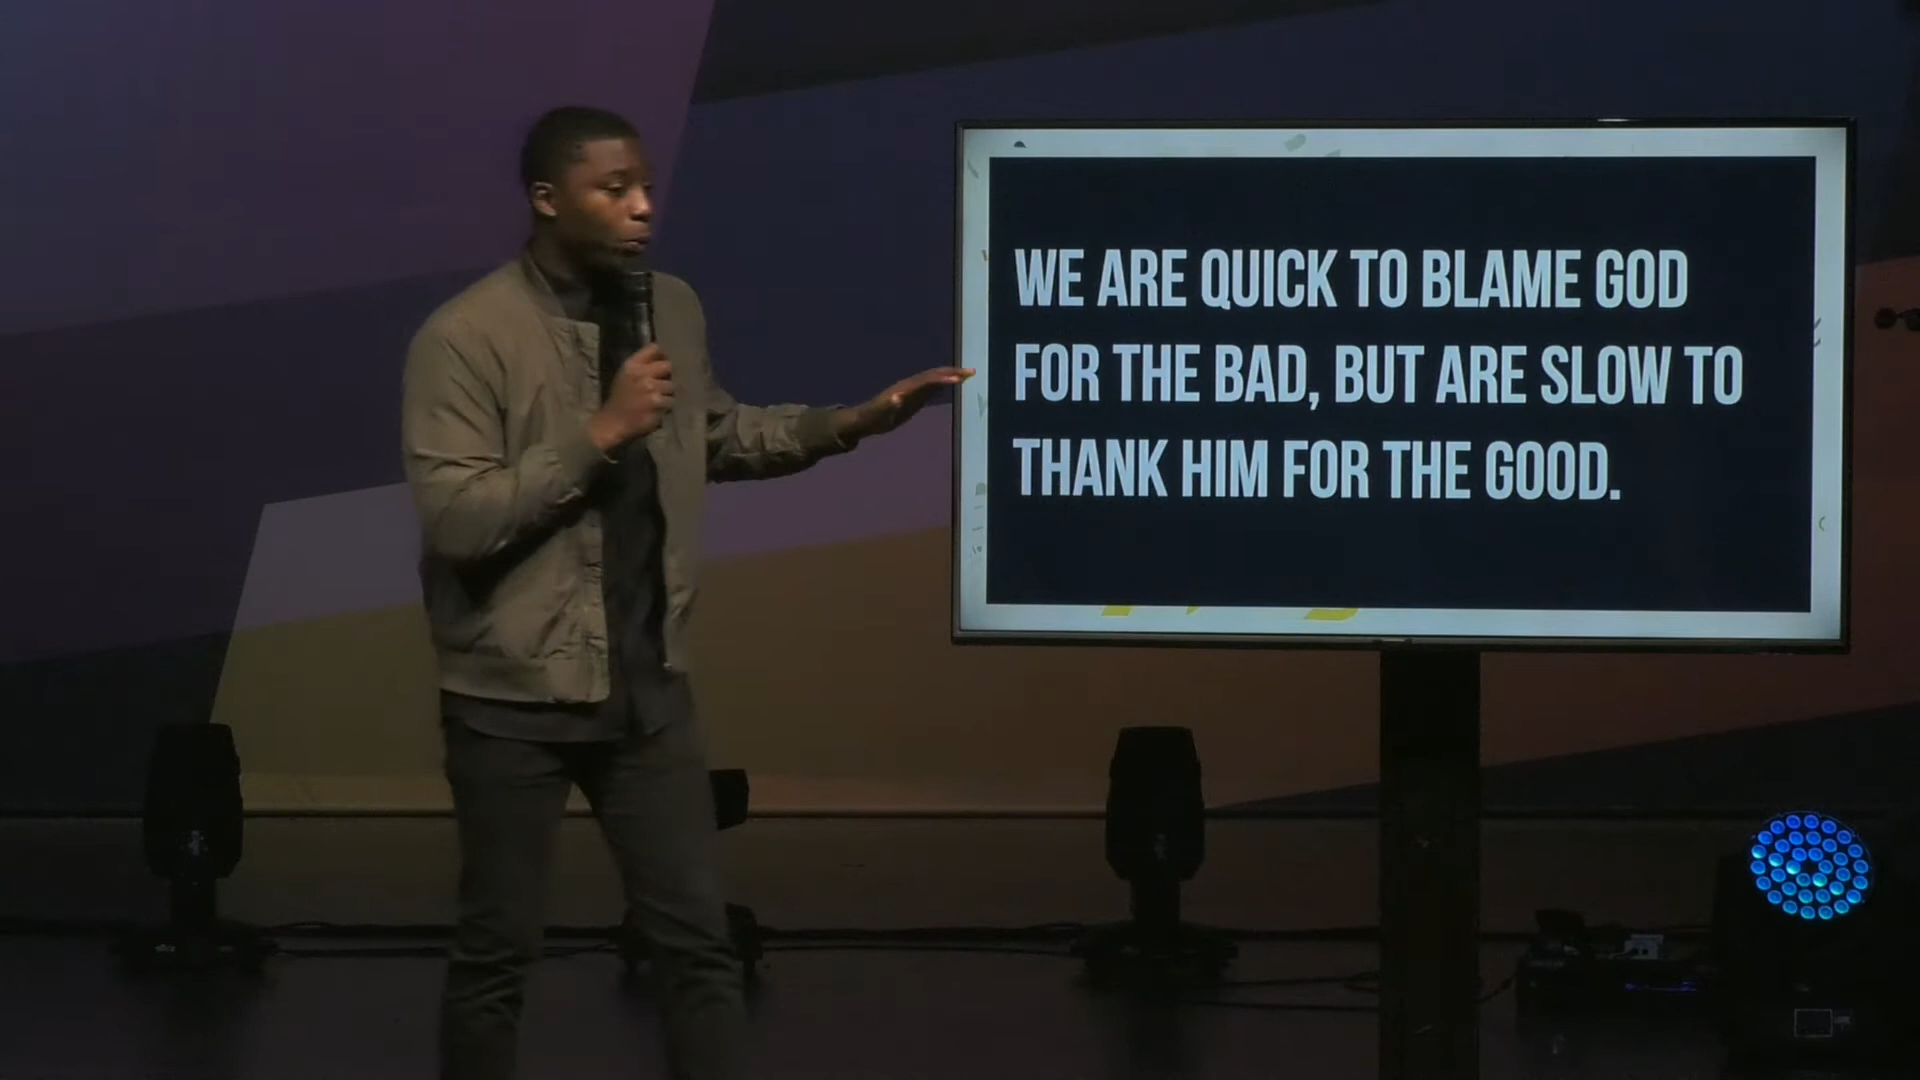 WE ARE QUICK TO BLAME GOD
FOR THE BAD, BUT ARE SLOW TO
THANK HIM FOR THE GOOD.